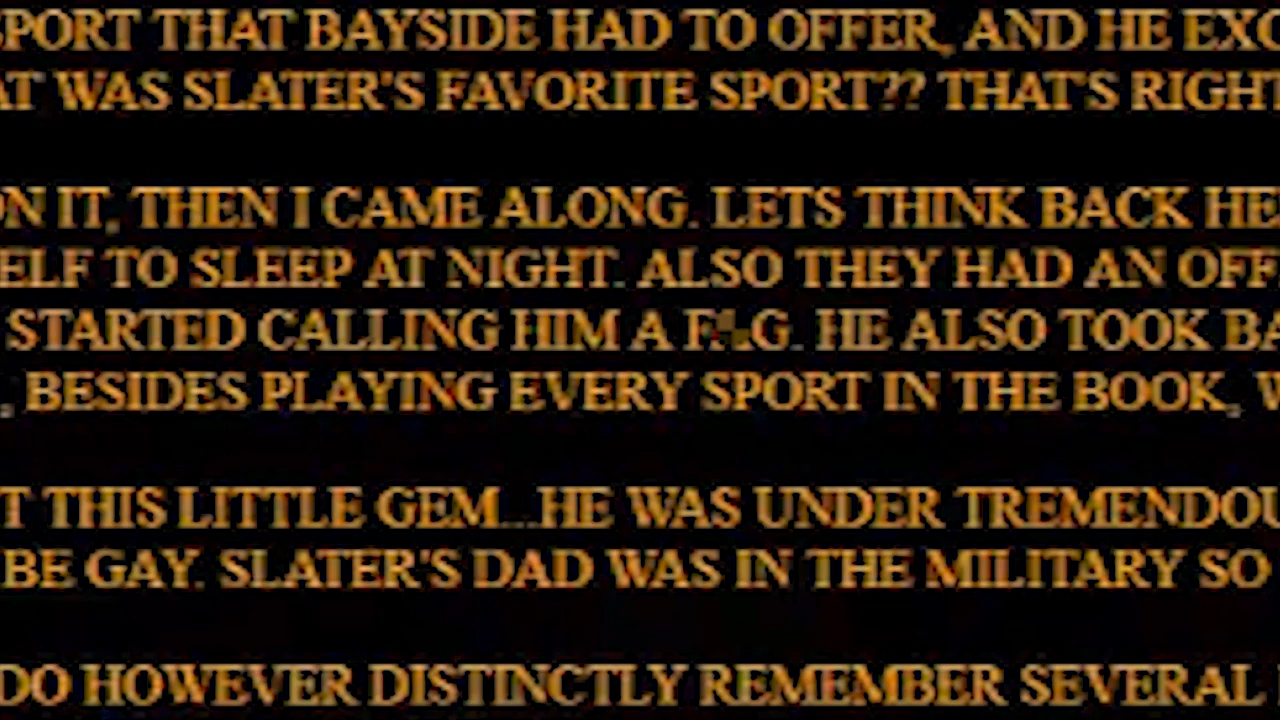 SPORT THAT BAYSIDE HAD TO OFFER, AND HE EXC
AT WAS SLATER'S FAVORITE SPORT?? THAT'S RIGHT
ON IT, THEN I CAME ALONG. LETS THINK BACK HE
ELF TO SLEEP AT NIGHT. ALSO THEY HAD AN OFF
STARTED CALLING HIM A F.G. HE ALSO TOOK BA
, BESIDES PLAYING EVERY SPORT IN THE BOOK, W
T THIS LITTLE GEM...HE WAS UNDER TREMENDOU
BE GAY. SLATER'S DAD WAS IN THE MILITARY SO
DO HOWEVER DISTINCTLY REMEMBER SEVERAL